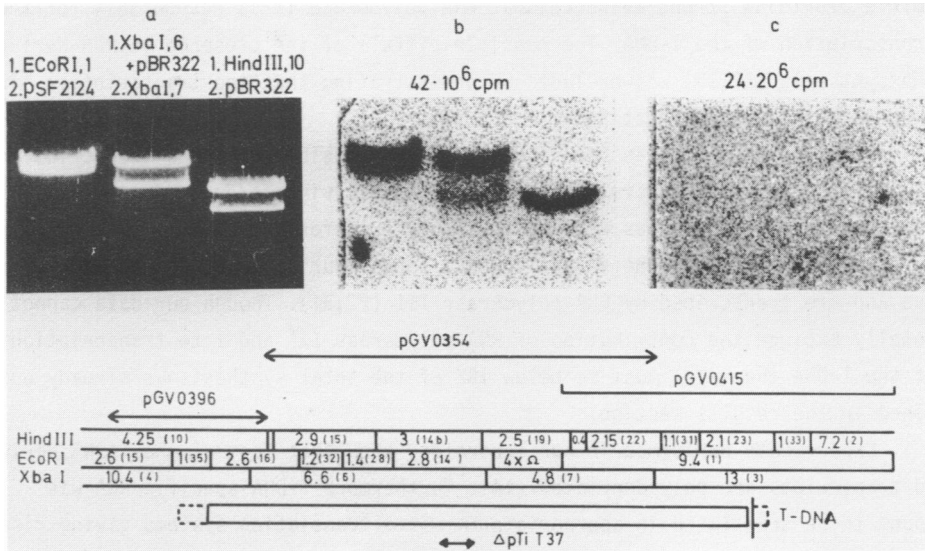 a
b
c
1.ECoRI,1
2.PSF2124
1.XbaI,6
+pBR322
2.XbaI,7
1.HindIII,10
2.pBR322
42·10⁶cpm
24·20⁶cpm
pGV0354
pGV0415
pGV0396
HindIII 4.25 (10) 2.9 (15) 3 (14b) 2.5 (19) 0.4 2.15 (22) 1.1(31) 2.1 (23) 1 (33) 7.2 (2)
EcoRI 2.6 (15) 1(35) 2.6 (16) 1.2(32) 1.4(28) 2.8 (14) 4xΩ 9.4 (1)
Xba I 10.4 (4) 6.6 (6) 4.8 (7) 13 (3)
T-DNA
ΔpTi T37